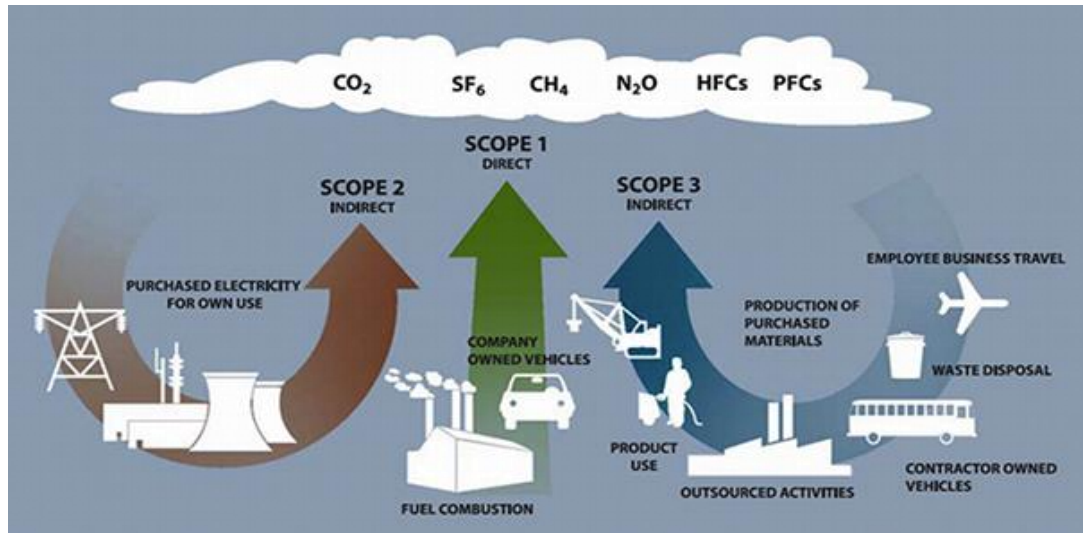 CO₂ SF₆ CH₄ N₂O HFCs PFCs
SCOPE 1
DIRECT
SCOPE 2
INDIRECT
SCOPE 3
INDIRECT
PURCHASED ELECTRICITY
FOR OWN USE
COMPANY
OWNED VEHICLES
FUEL COMBUSTION
EMPLOYEE BUSINESS TRAVEL
PRODUCTION OF
PURCHASED
MATERIALS
WASTE DISPOSAL
PRODUCT
USE
OUTSOURCED ACTIVITIES
CONTRACTOR OWNED
VEHICLES